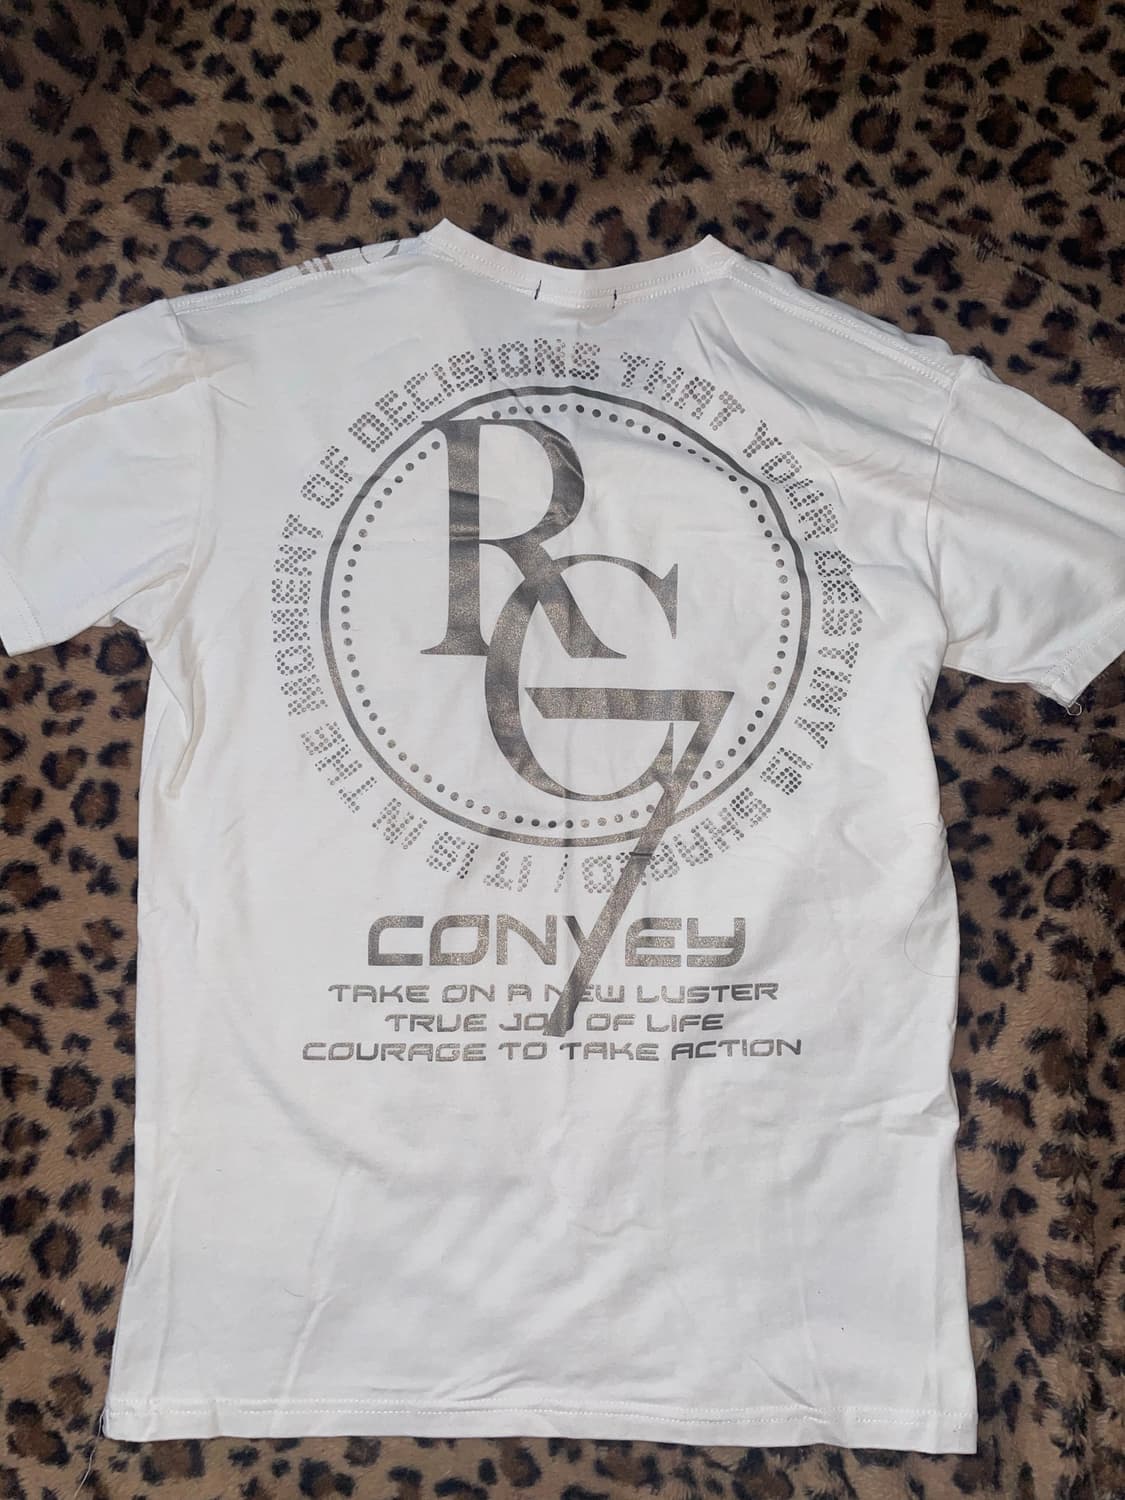 IT IS IN THE MOMENT OF DECISIONS THAT YOUR DESTINY IS SHAPED /
RG7
CONVEY
TAKE ON A NEW LUSTER
TRUE JOY OF LIFE
COURAGE TO TAKE ACTION